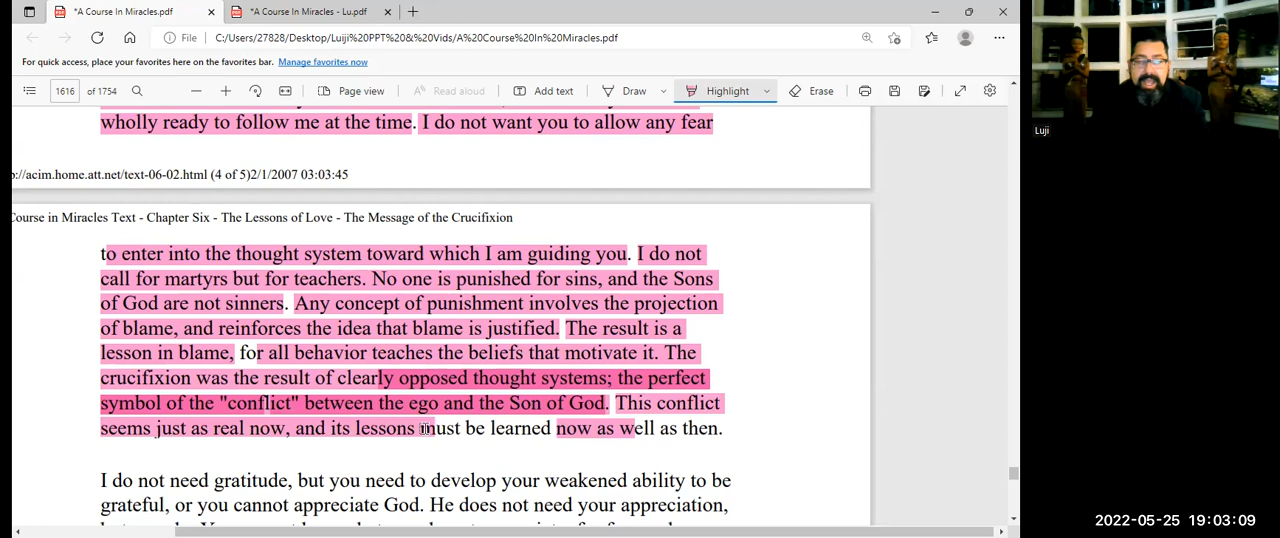 *A Course In Miracles.pdf
*A Course In Miracles - Lu.pdf
File
C:/Users/27828/Desktop/Luiji%20PPT%20&%20Vids/A%20Course%20In%20Miracles.pdf
For quick access, place your favorites here on the favorites bar. Manage favorites now
1616 of 1754
Page view
Read aloud
Add text
Draw
Highlight
Erase
wholly ready to follow me at the time. I do not want you to allow any fear
o://acim.home.att.net/text-06-02.html (4 of 5)2/1/2007 03:03:45
Course in Miracles Text - Chapter Six - The Lessons of Love - The Message of the Crucifixion
to enter into the thought system toward which I am guiding you. I do not
call for martyrs but for teachers. No one is punished for sins, and the Sons
of God are not sinners. Any concept of punishment involves the projection
of blame, and reinforces the idea that blame is justified. The result is a
lesson in blame, for all behavior teaches the beliefs that motivate it. The
crucifixion was the result of clearly opposed thought systems; the perfect
symbol of the "conflict" between the ego and the Son of God. This conflict
seems just as real now, and its lessons must be learned now as well as then.
I do not need gratitude, but you need to develop your weakened ability to be
grateful, or you cannot appreciate God. He does not need your appreciation,
Luji
2022-05-25 19:03:09